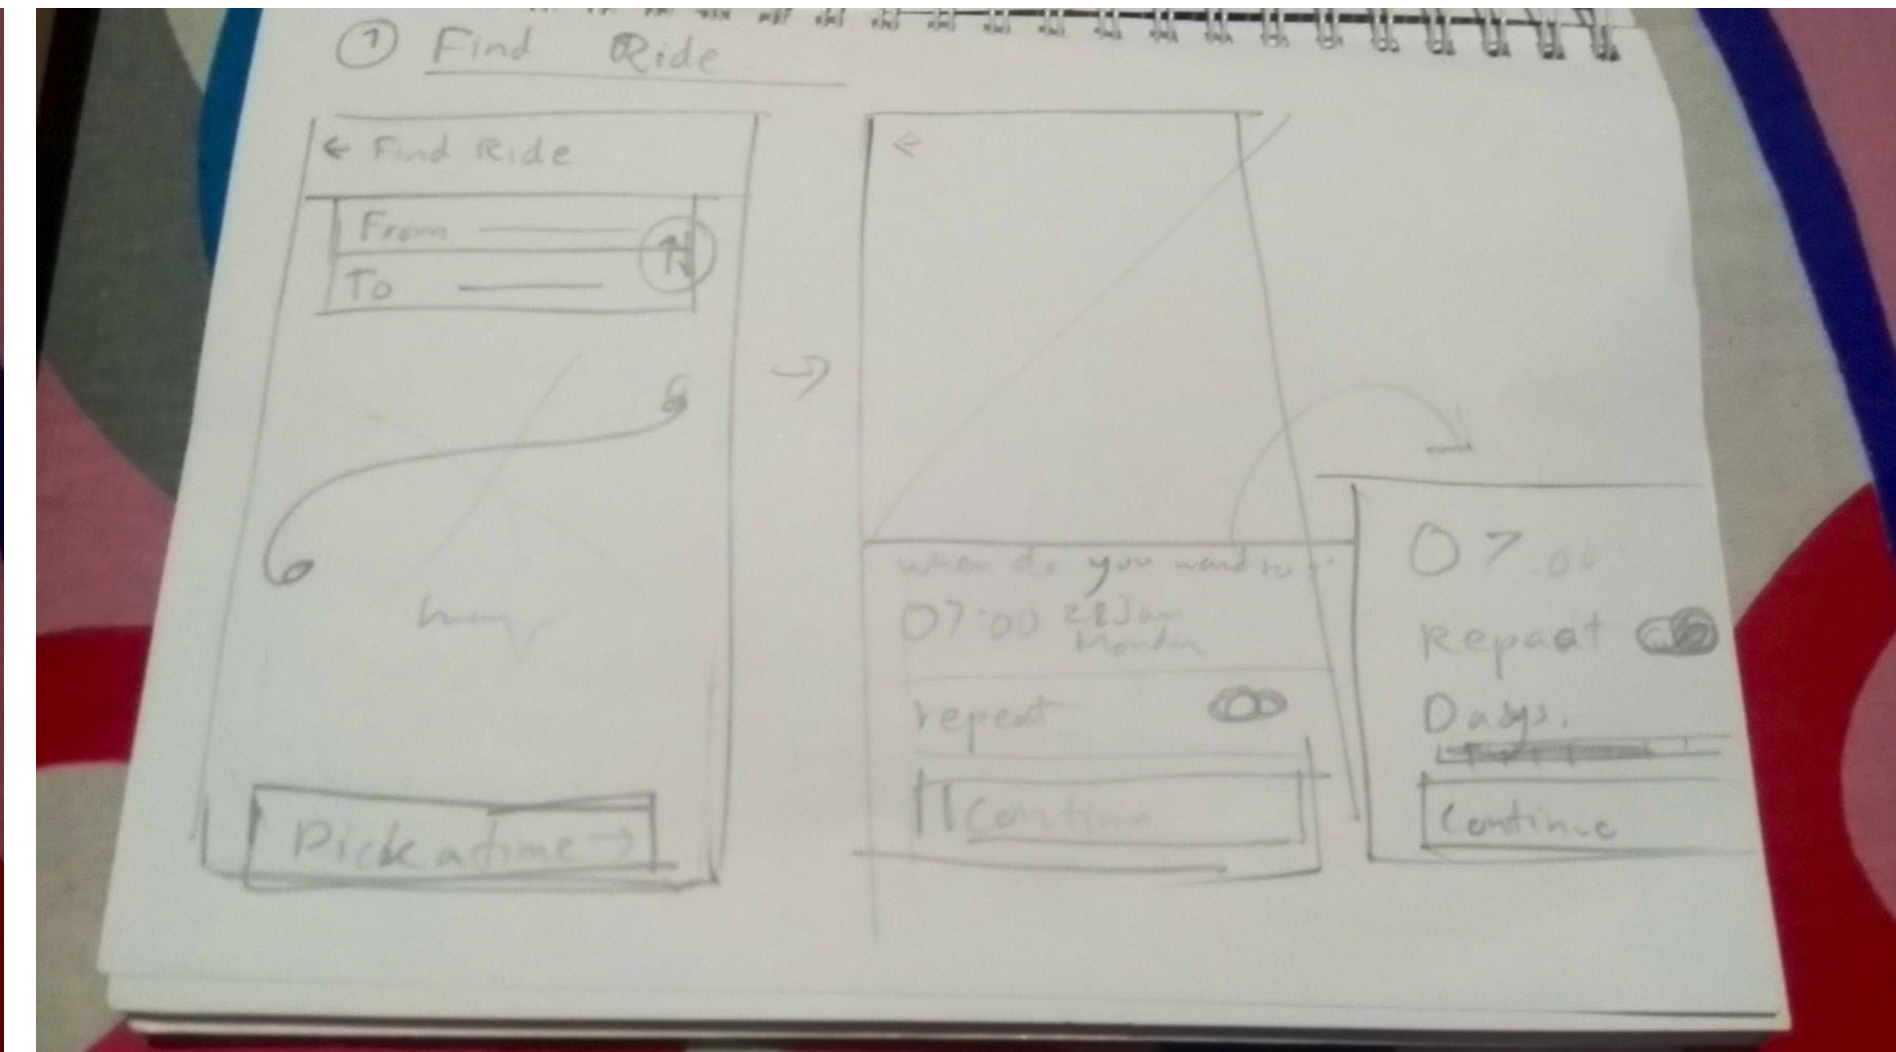 1 Find Ride
← Find Ride
From
To
Pick a time →
←
when do you want to
07:00 28 Jan
Monday
repeat
Continue
07:00
Repaat
Days.
Continue